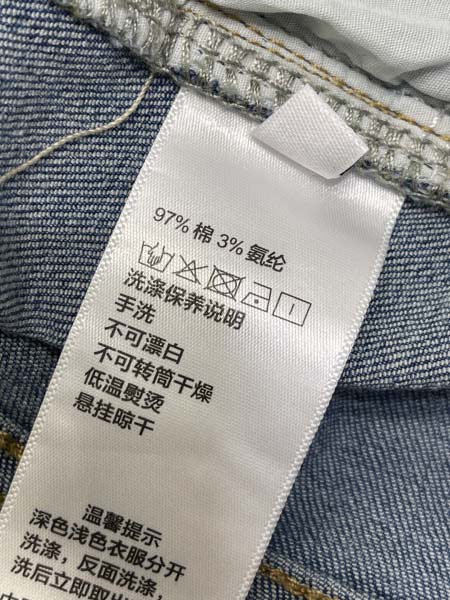 97% 棉 3% 氨纶
洗涤保养说明
手洗
不可漂白
不可转筒干燥
低温熨烫
悬挂晾干
温馨提示
深色浅色衣服分开
洗涤，反面洗涤，
洗后立即取出